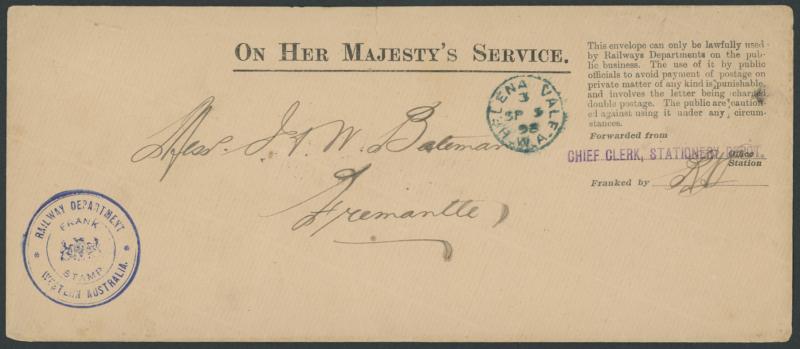 ON HER MAJESTY'S SERVICE.
This envelope can only be lawfully used
by Railways Departments on the pub-
lic business. The use of it by public
officials to avoid payment of postage on
private matter of any kind is punishable,
and involves the letter being charged
double postage. The public are caution-
ed against using it under any circum-
stances.
Forwarded from
CHIEF CLERK, STATIONERY DEPOT.
Office
Station
Franked by
HELENA VALE
3
SP 5
98
W.A.
Messrs. J & W. Bateman
Fremantle
RAILWAY DEPARTMENT
FRANK
STAMP
WESTERN AUSTRALIA.